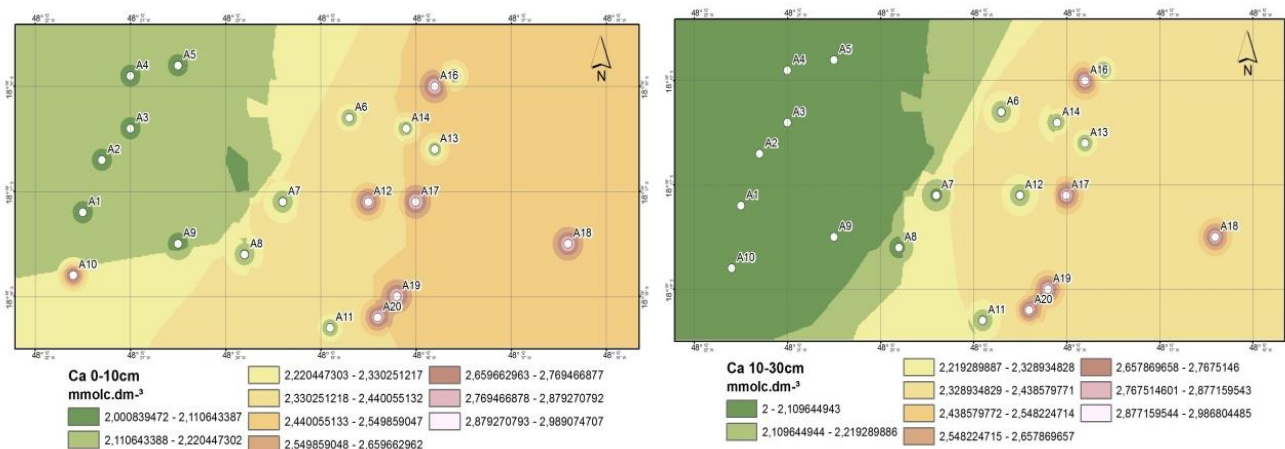 A4
A5
A3
A2
A1
A9
A10
A6
A7
A8
A11
A12
A13
A14
A16
A17
A18
A19
A20
N
Ca 0-10cm
mmolc.dm-³
2,000839472 - 2,110643387
2,110643388 - 2,220447302
2,220447303 - 2,330251217
2,330251218 - 2,440055132
2,440055133 - 2,549859047
2,549859048 - 2,659662962
2,659662963 - 2,769466877
2,769466878 - 2,879270792
2,879270793 - 2,989074707
A4
A5
A3
A2
A1
A9
A10
A6
A7
A8
A11
A12
A13
A14
A16
A17
A18
A19
A20
N
Ca 10-30cm
mmolc.dm-³
2 - 2,109644943
2,109644944 - 2,219289886
2,219289887 - 2,328934828
2,328934829 - 2,438579771
2,438579772 - 2,548224714
2,548224715 - 2,657869657
2,657869658 - 2,7675146
2,767514601 - 2,877159543
2,877159544 - 2,986804485